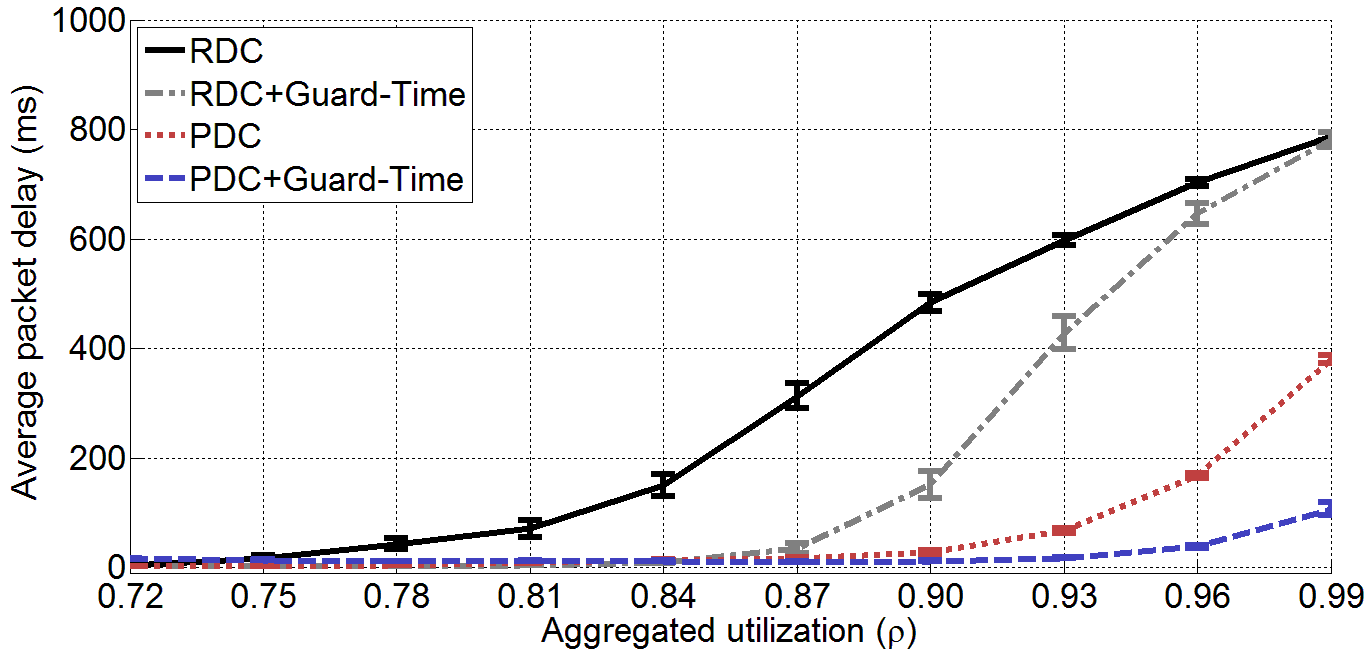 1000
800
600
400
200
0
Average packet delay (ms)
RDC
RDC+Guard-Time
PDC
PDC+Guard-Time
0.72 0.75 0.78 0.81 0.84 0.87 0.90 0.93 0.96 0.99
Aggregated utilization (ρ)